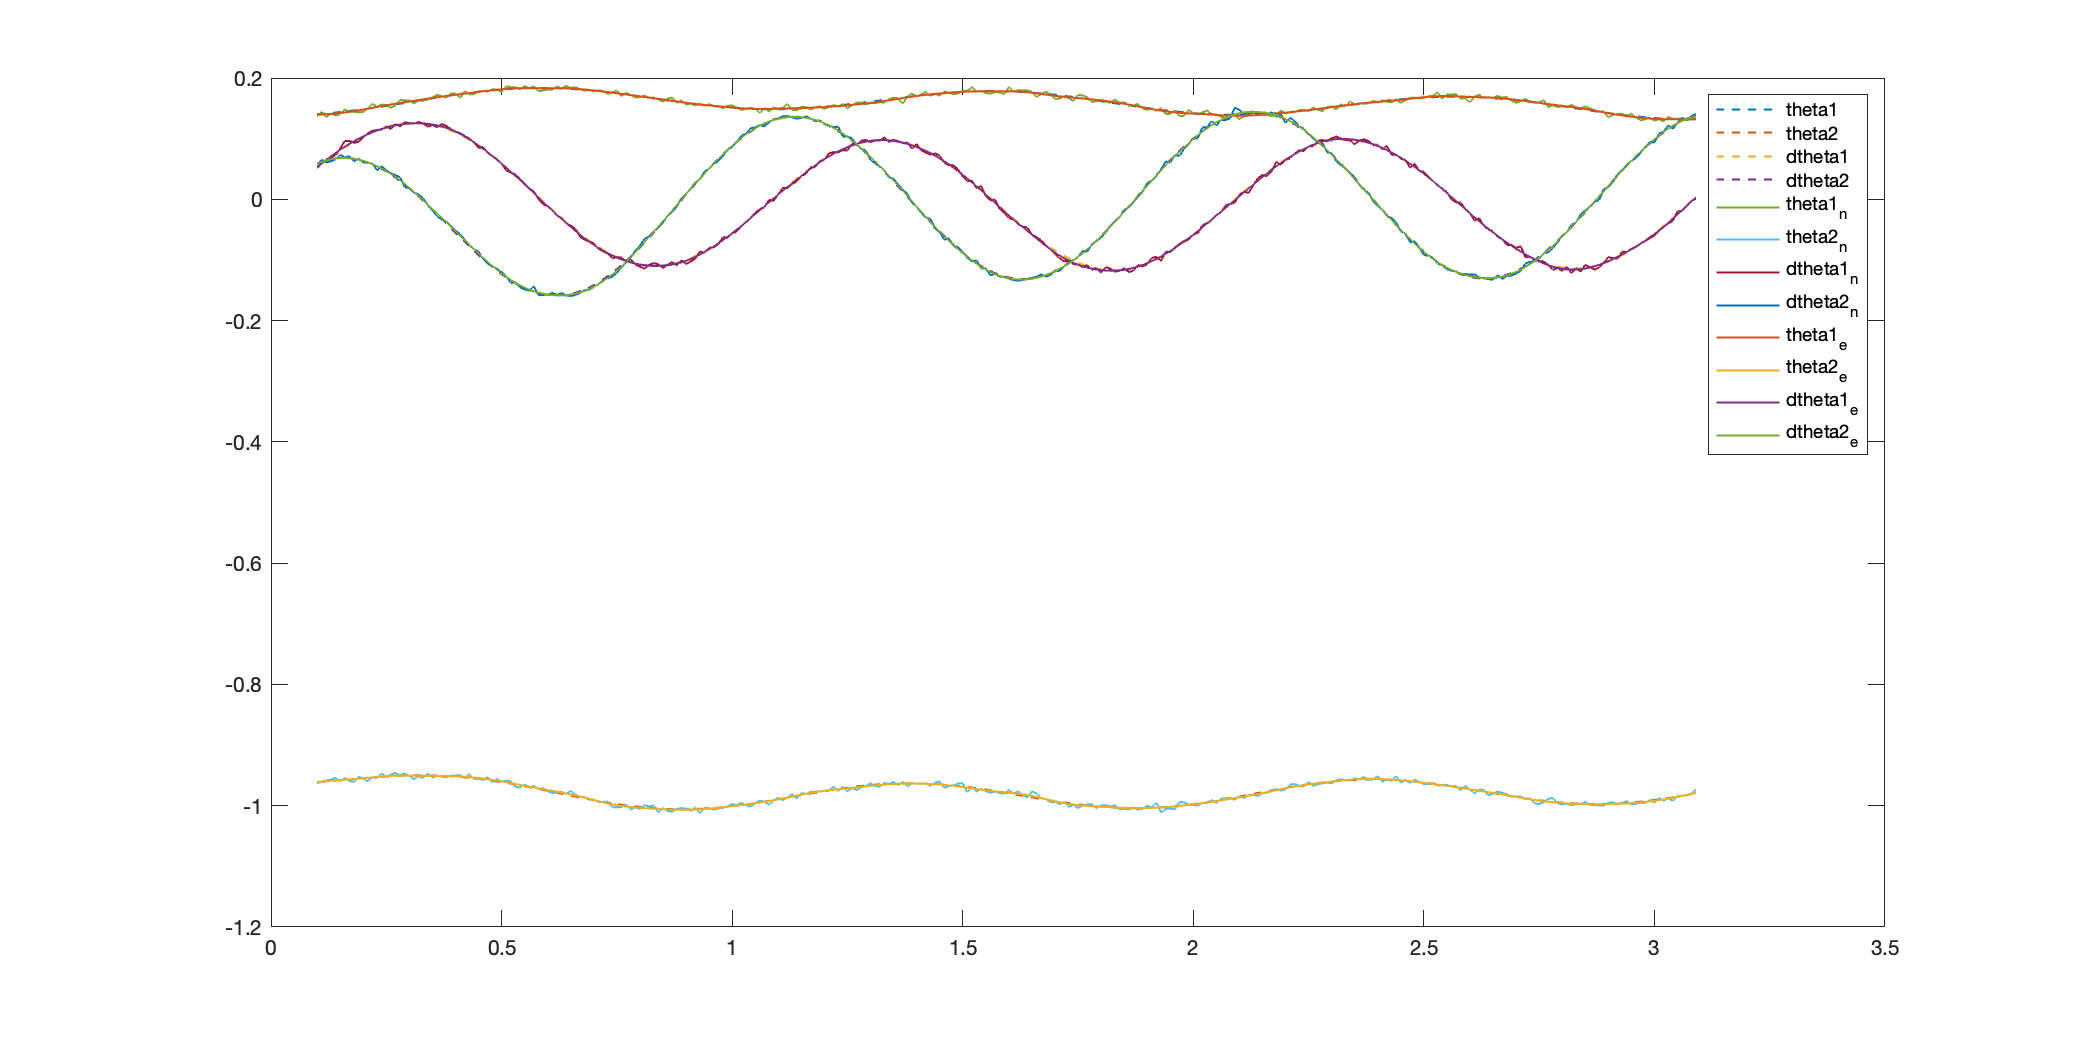 0.2
0
-0.2
-0.4
-0.6
-0.8
-1
-1.2
0 0.5 1 1.5 2 2.5 3 3.5
theta1
theta2
dtheta1
dtheta2
theta1n
theta2n
dtheta1n
dtheta2n
theta1e
theta2e
dtheta1e
dtheta2e